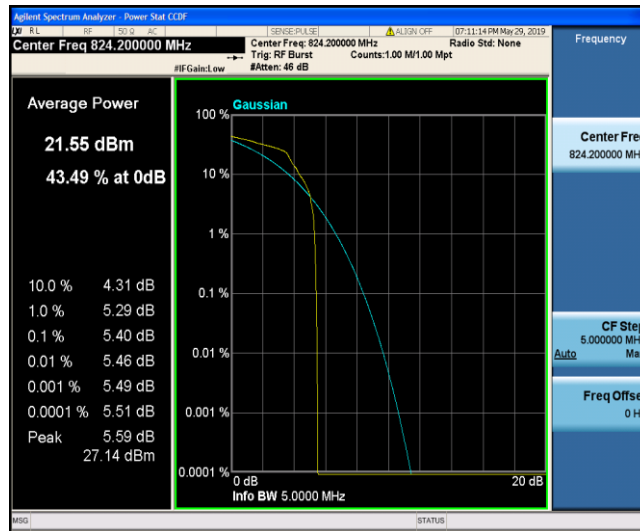 Agilent Spectrum Analyzer - Power Stat CCDF
RL RF 50 Ω AC SENSE:PULSE ALIGN OFF 07:11:14 PM May 29, 2019
Center Freq 824.200000 MHz
Center Freq: 824.200000 MHz Radio Std: None
Trig: RF Burst Counts:1.00 M/1.00 Mpt
#IFGain:Low #Atten: 46 dB
Frequency
Average Power
21.55 dBm
43.49 % at 0dB
10.0 % 4.31 dB
1.0 % 5.29 dB
0.1 % 5.40 dB
0.01 % 5.46 dB
0.001 % 5.49 dB
0.0001 % 5.51 dB
Peak 5.59 dB
27.14 dBm
Gaussian
100 %
10 %
1 %
0.1 %
0.01 %
0.001 %
0.0001 %
0 dB 20 dB
Info BW 5.0000 MHz
Center Fre
824.200000 MH
CF Step
5.000000 MH
Auto Ma
Freq Offse
0 H
MSG STATUS